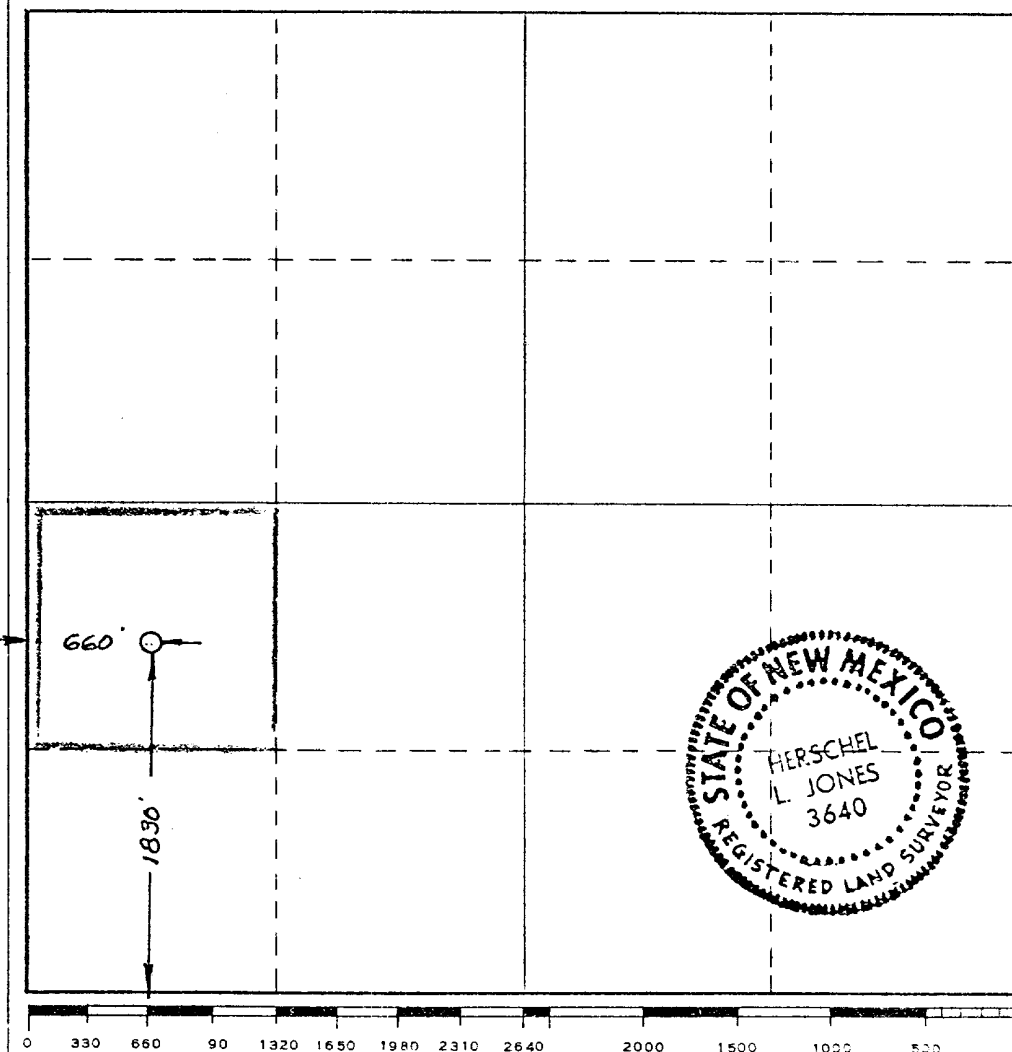 660'
1830'
STATE OF NEW MEXICO
HERSCHEL
L. JONES
3640
REGISTERED LAND SURVEYOR
0 330 660 90 1320 1650 1980 2310 2640 2000 1500 1000 500